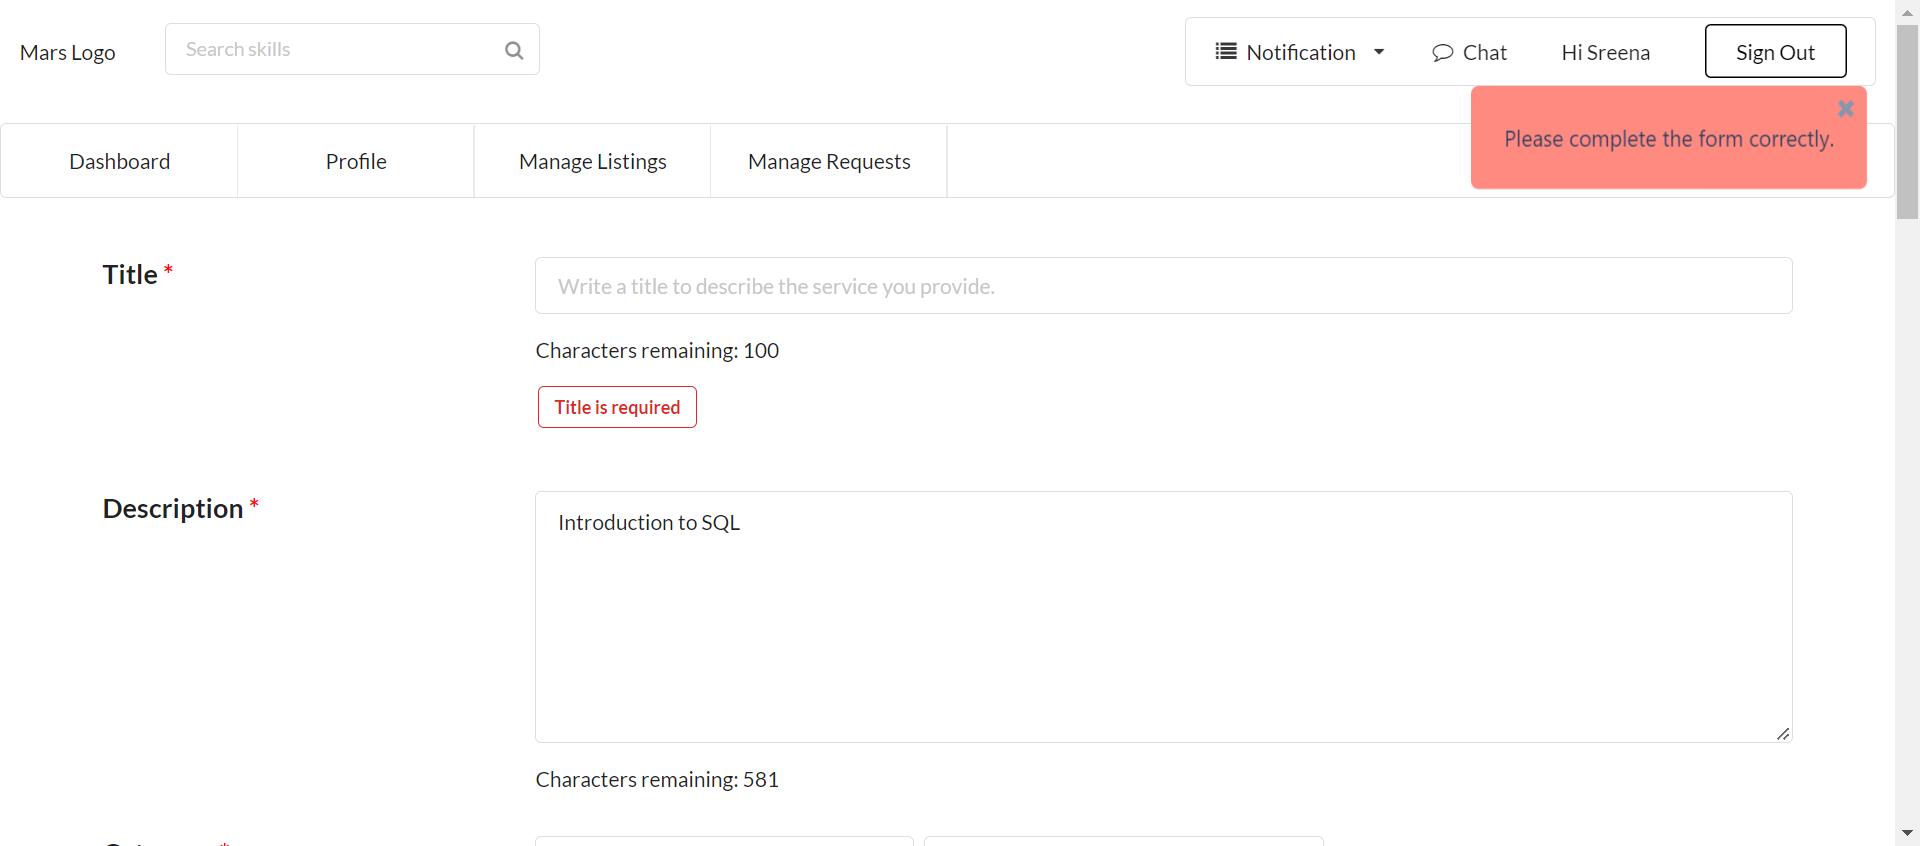 Mars Logo
Search skills
Notification
Chat
Hi Sreena
Sign Out
Please complete the form correctly.
Dashboard
Profile
Manage Listings
Manage Requests
Title *
Write a title to describe the service you provide.
Characters remaining: 100
Title is required
Description *
Introduction to SQL
Characters remaining: 581